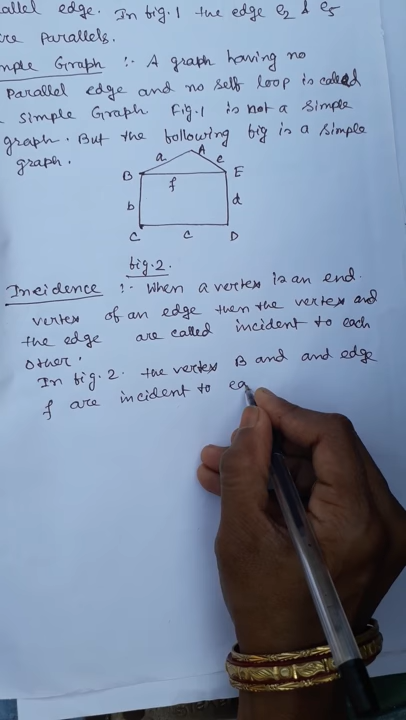 allel edge. In fig. 1 the edge e2 & e5
re Parallels.
mple Graph :- A graph having no
Parallel edge and no self loop is called
simple Graph. Fig. 1 is not a simple
graph. But the following fig is a simple
graph.
A
a e
B E
f
b d
C c D
fig. 2.
Incidence :- When a vertex is an end
vertex of an edge then the vertex and
the edge are called incident to each
other.
In fig. 2. the vertex B and and edge
f are incident to ea